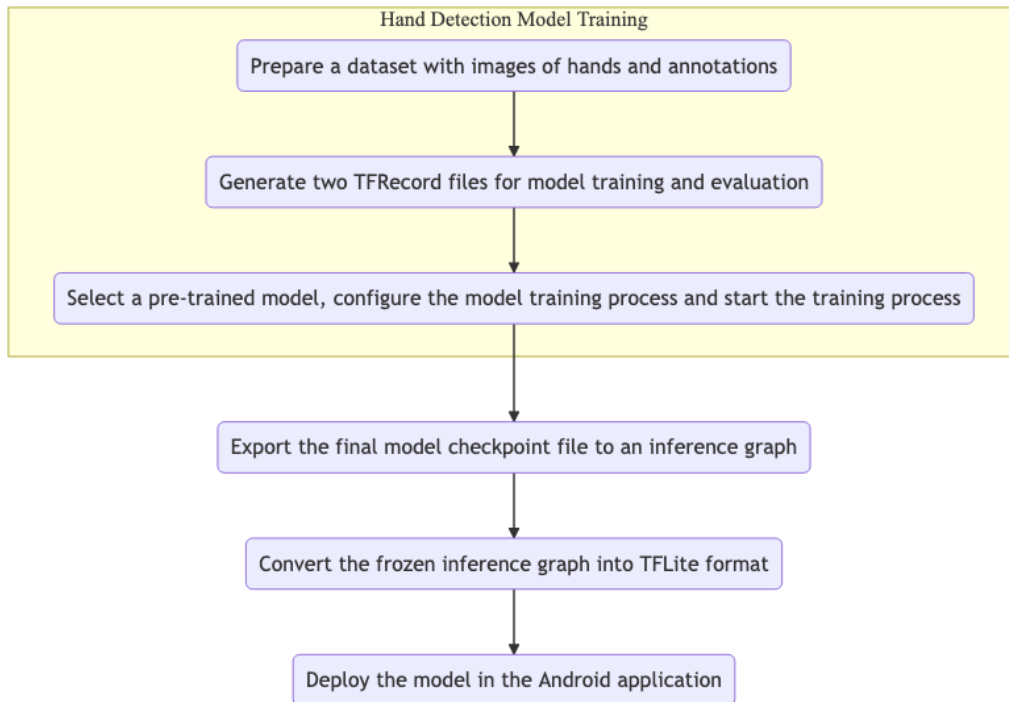 Hand Detection Model Training
Prepare a dataset with images of hands and annotations
Generate two TFRecord files for model training and evaluation
Select a pre-trained model, configure the model training process and start the training process
Export the final model checkpoint file to an inference graph
Convert the frozen inference graph into TFLite format
Deploy the model in the Android application